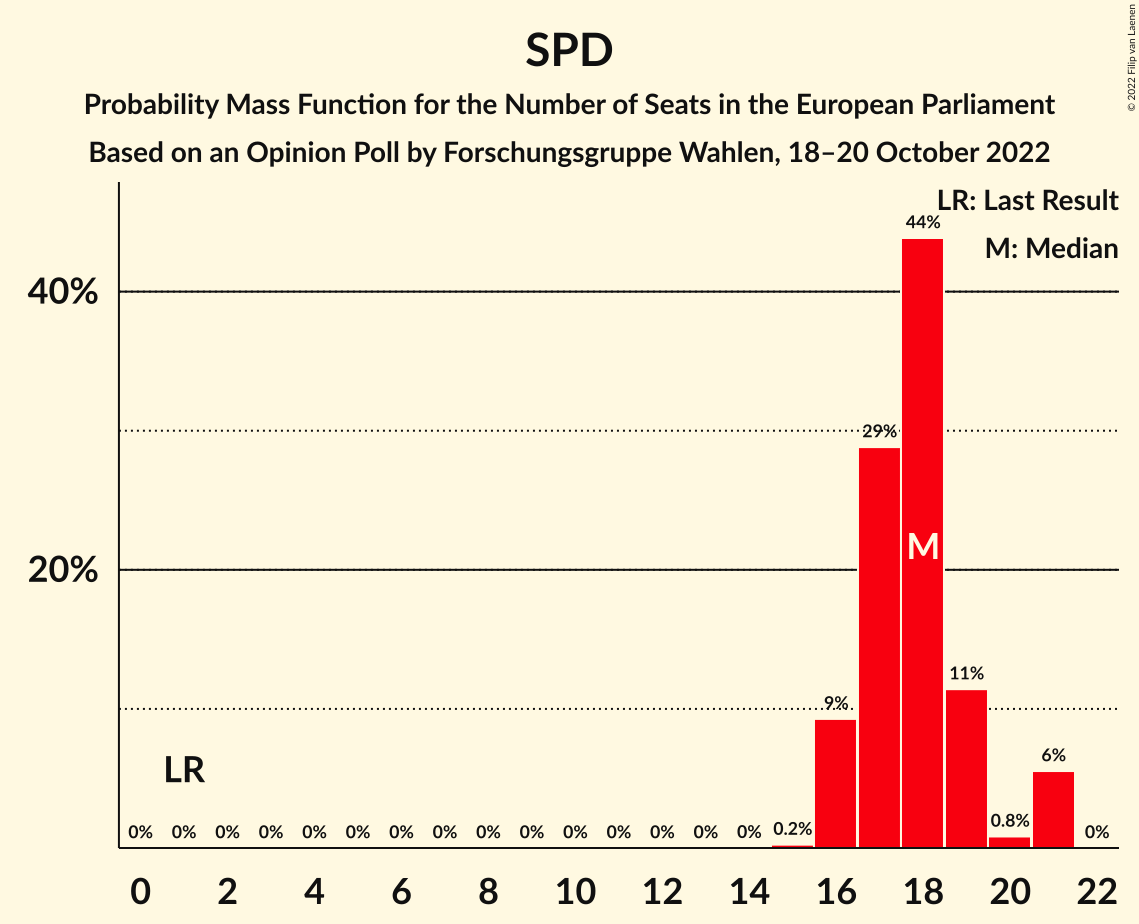 SPD
Probability Mass Function for the Number of Seats in the European Parliament
Based on an Opinion Poll by Forschungsgruppe Wahlen, 18–20 October 2022
© 2022 Filip van Laenen
LR: Last Result
M: Median
40%
20%
44%
29%
M
11%
9%
6%
LR
0% 0% 0% 0% 0% 0% 0% 0% 0% 0% 0% 0% 0% 0% 0% 0.2% 0.8% 0%
0 2 4 6 8 10 12 14 16 18 20 22